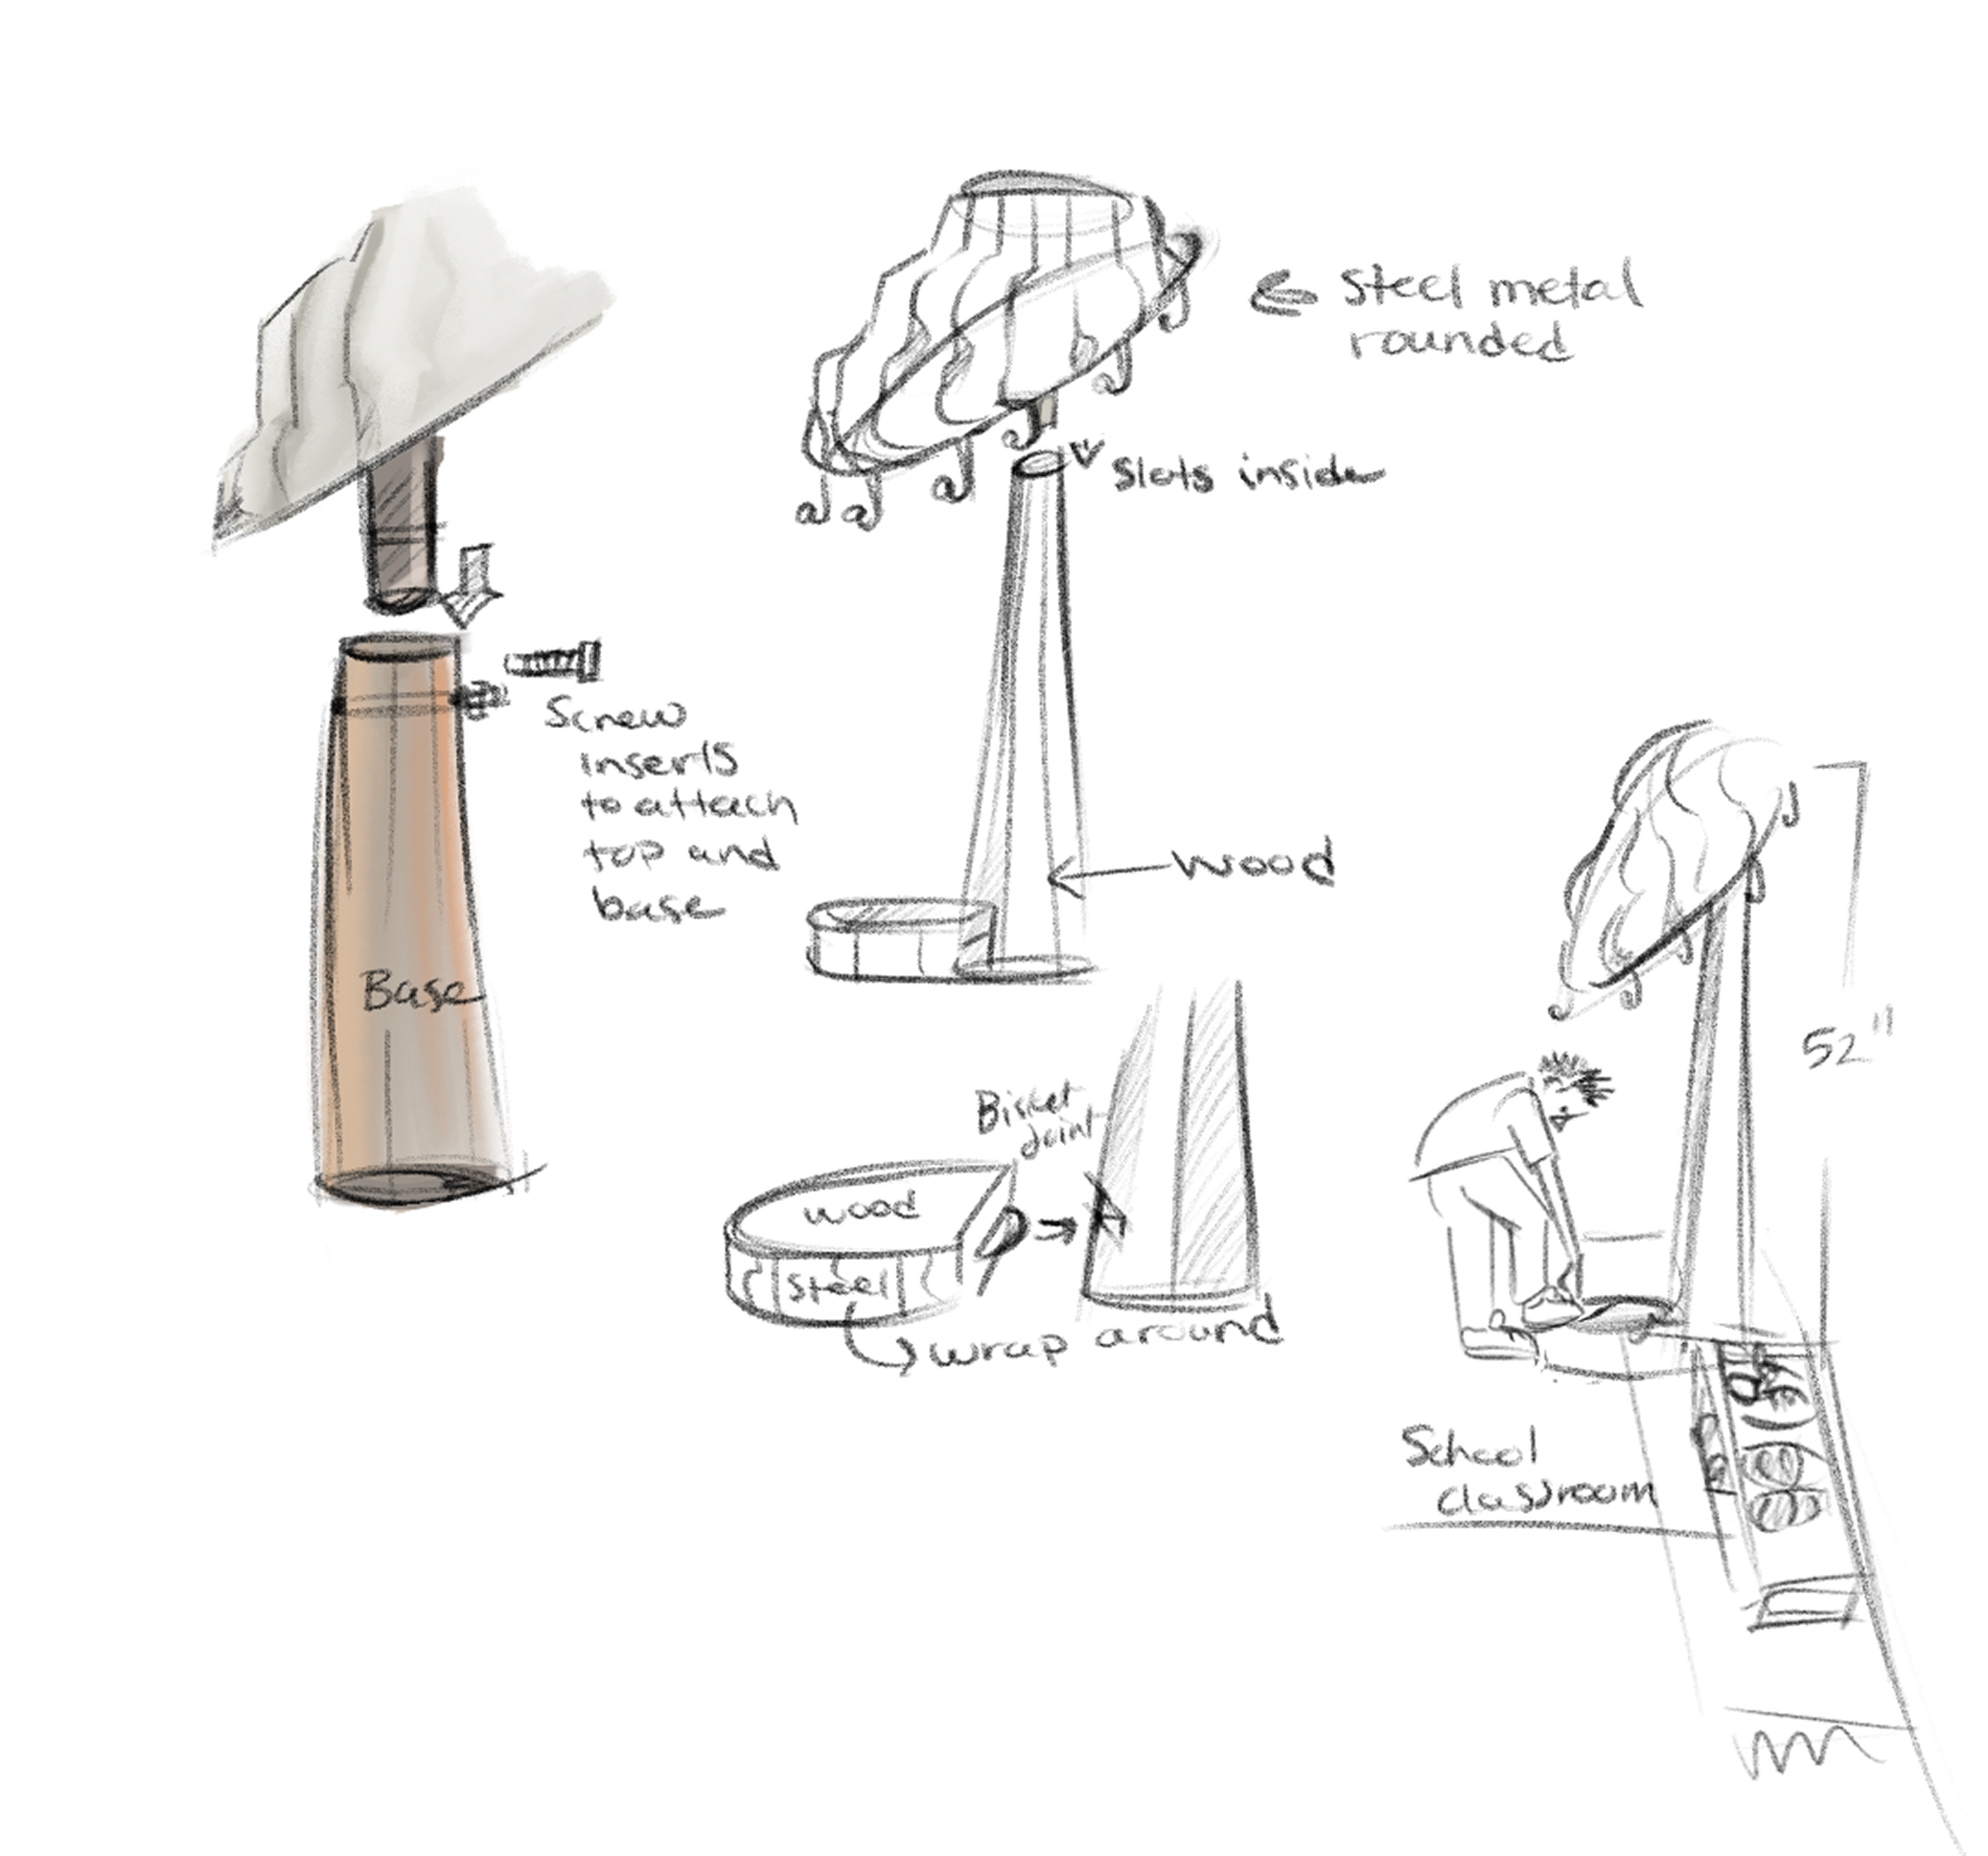 Steel metal
rounded
Slots inside
Screw
inserts
to attach
top and
base
Wood
Base
52"
Bisket
Joint
wood
steel
wrap around
School
classroom